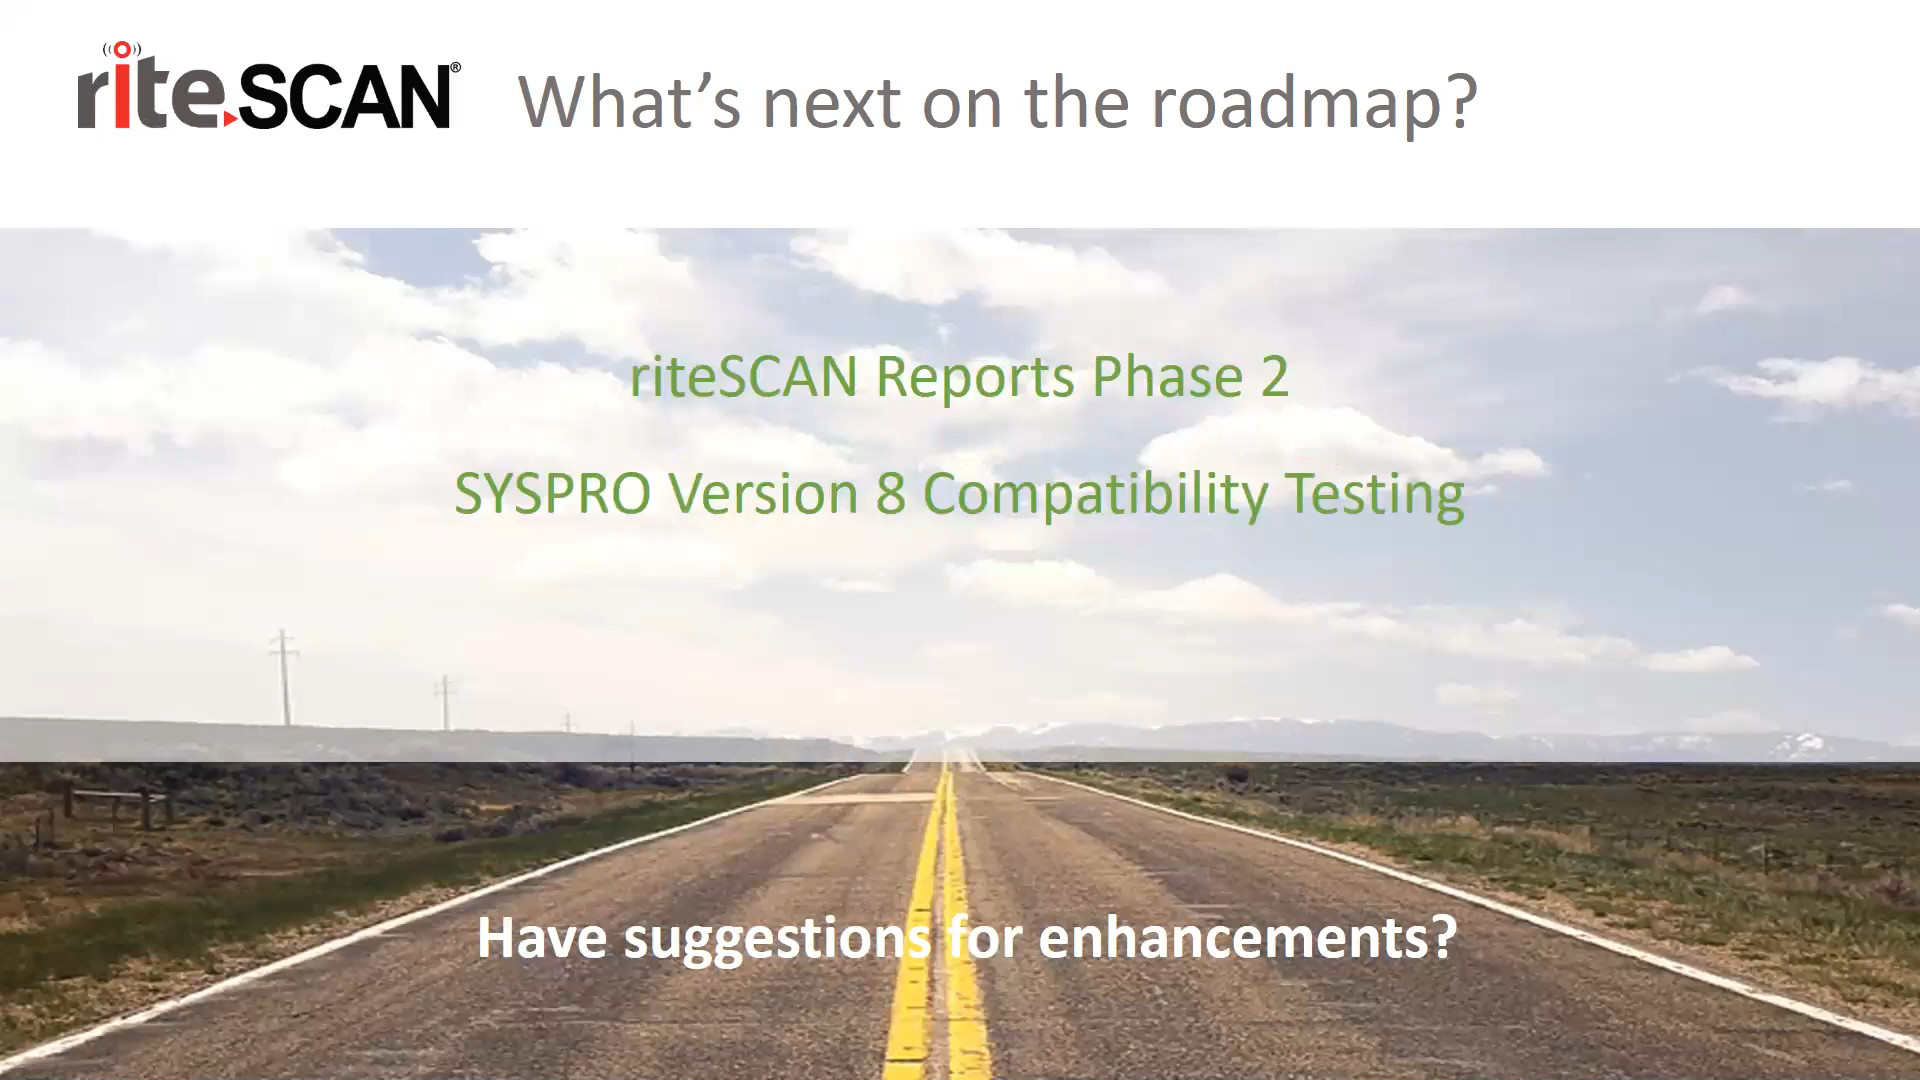 riteSCAN®
What's next on the roadmap?
riteSCAN Reports Phase 2
SYSPRO Version 8 Compatibility Testing
Have suggestions for enhancements?